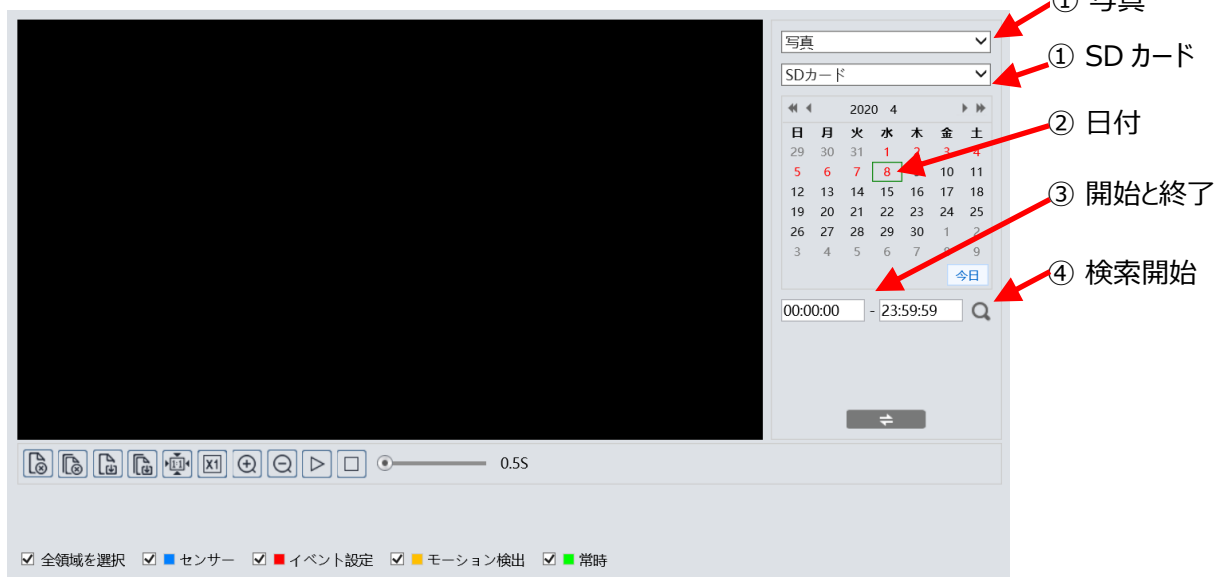 ① 写真
写真
① SD カード
SDカード
2020 4
② 日付
日 月 火 水 木 金 土
29 30 31 1 2 3 4
5 6 7 8 10 11
12 13 14 15 16 17 18
③ 開始と終了
19 20 21 22 23 24 25
26 27 28 29 30 1 2
3 4 5 6 7 8 9
今日
④ 検索開始
00:00:00 - 23:59:59
1:1 X1 0.5S
全領域を選択 センサー イベント設定 モーション検出 常時